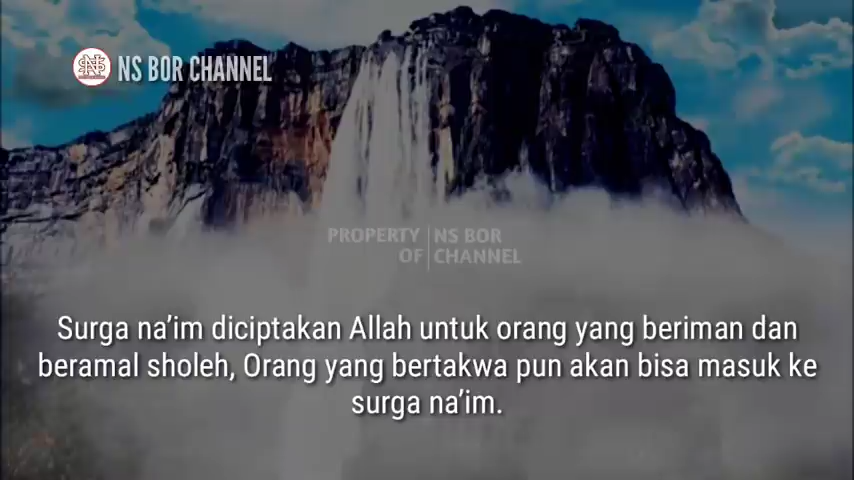 NS BOR CHANNEL
PROPERTY OF
NS BOR CHANNEL
Surga na’im diciptakan Allah untuk orang yang beriman dan
beramal sholeh, Orang yang bertakwa pun akan bisa masuk ke
surga na’im.